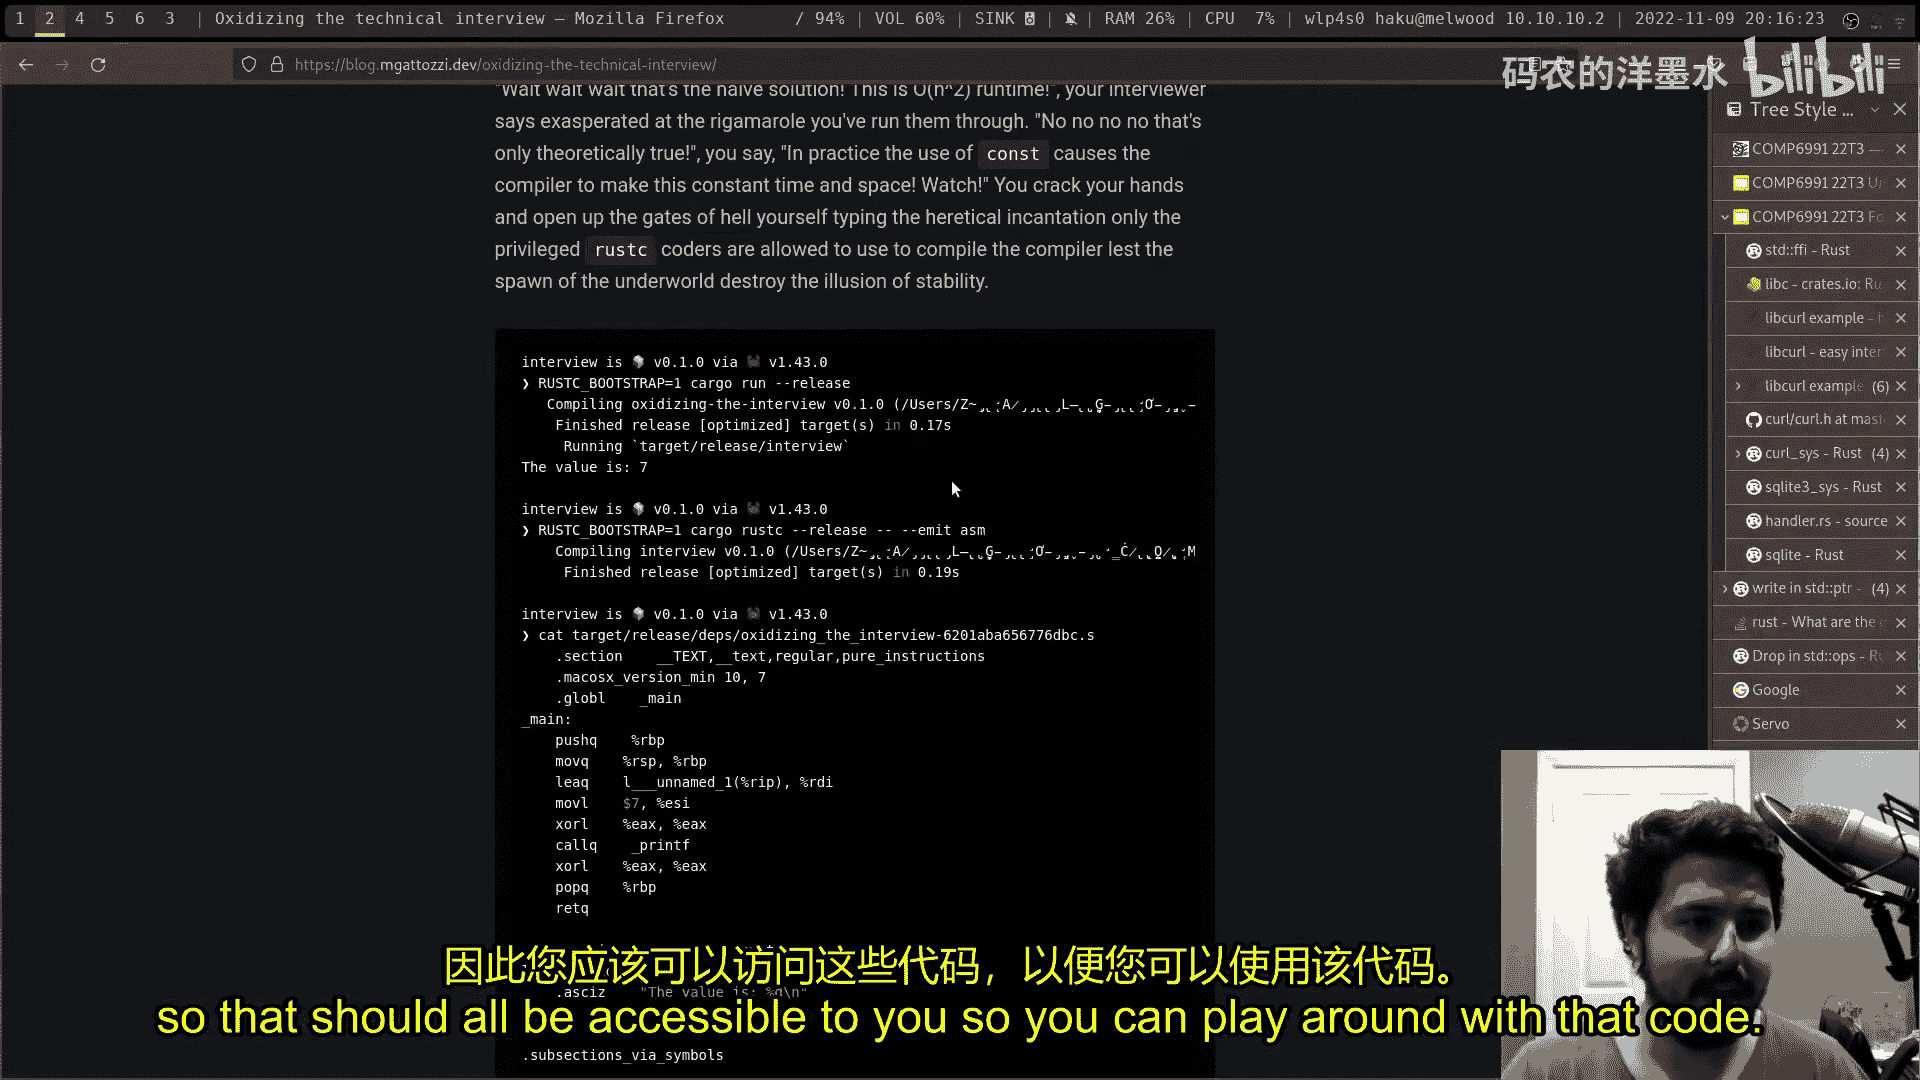 1 2 4 5 6 3 | Oxidizing the technical interview — Mozilla Firefox / 94% | VOL 60% | SINK | | RAM 26% | CPU 7% | wlp4s0 haku@melwood 10.10.10.2 | 2022-11-09 20:16:23
https://blog.mgattozzi.dev/oxidizing-the-technical-interview/
码农的洋墨水 bilibili
"Wait wait wait that's the naive solution! This is O(n^2) runtime!", your interviewer
says exasperated at the rigamarole you've run them through. "No no no no that's
only theoretically true!", you say, "In practice the use of const causes the
compiler to make this constant time and space! Watch!" You crack your hands
and open up the gates of hell yourself typing the heretical incantation only the
privileged rustc coders are allowed to use to compile the compiler lest the
spawn of the underworld destroy the illusion of stability.
interview is v0.1.0 via v1.43.0
❯ RUSTC_BOOTSTRAP=1 cargo run --release
Compiling oxidizing-the-interview v0.1.0 (/Users/Z~
Finished release [optimized] target(s) in 0.17s
Running `target/release/interview`
The value is: 7
interview is v0.1.0 via v1.43.0
❯ RUSTC_BOOTSTRAP=1 cargo rustc --release -- --emit asm
Compiling interview v0.1.0 (/Users/Z~
Finished release [optimized] target(s) in 0.19s
interview is v0.1.0 via v1.43.0
❯ cat target/release/deps/oxidizing_the_interview-6201aba656776dbc.s
.section __TEXT,__text,regular,pure_instructions
.macosx_version_min 10, 7
.globl _main
_main:
pushq %rbp
movq %rsp, %rbp
leaq l___unnamed_1(%rip), %rdi
movl $7, %esi
xorl %eax, %eax
callq _printf
xorl %eax, %eax
popq %rbp
retq
.asciz "The value is: %d\n"
.subsections_via_symbols
Tree Style ...
COMP6991 22T3 —
COMP6991 22T3 U
COMP6991 22T3 Fo
std::ffi - Rust
libc - crates.io: Ru
libcurl example -
libcurl - easy inter
libcurl example (6)
curl/curl.h at mas
curl_sys - Rust (4)
sqlite3_sys - Rust
handler.rs - source
sqlite - Rust
write in std::ptr - (4)
rust - What are the
Drop in std::ops - Ru
Google
Servo
因此您应该可以访问这些代码，以便您可以使用该代码。
so that should all be accessible to you so you can play around with that code.